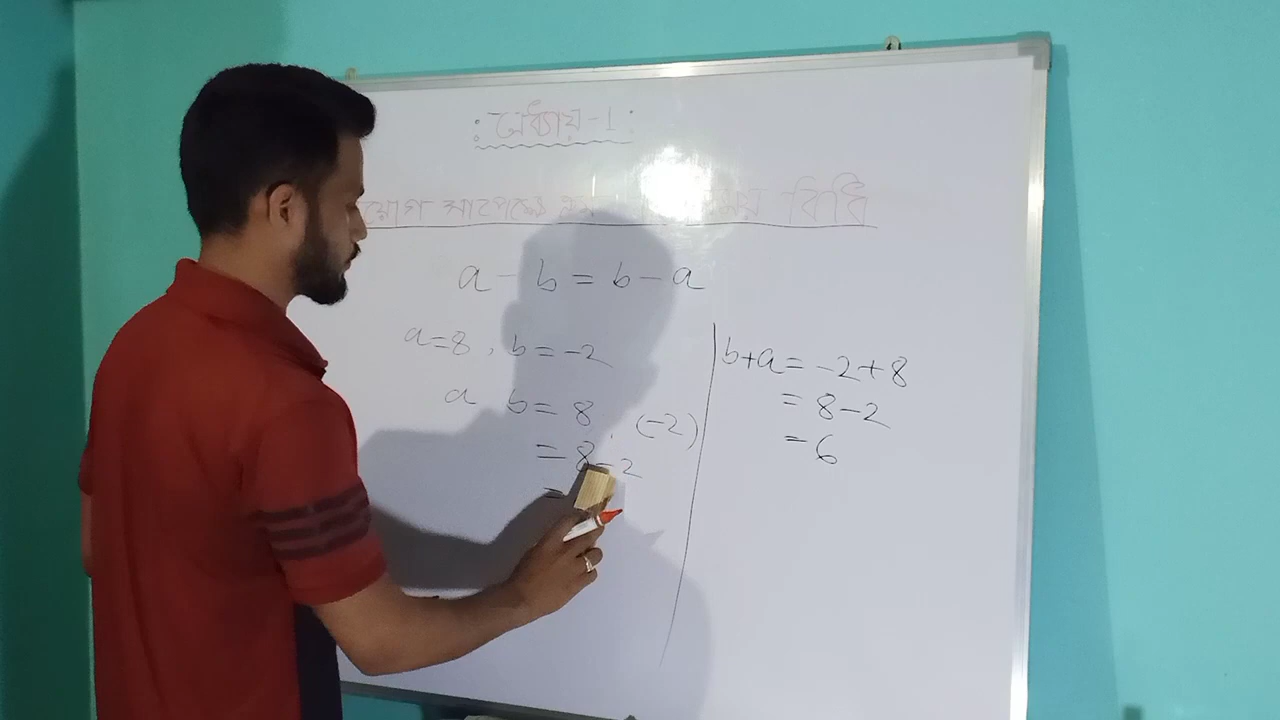 : অধ্যায়-1 :
যোগ সাপেক্ষে বিধি
a - b = b - a
a = 8, b = -2
a b = 8 (-2)
= 8 - 2
=
b + a = -2 + 8
= 8 - 2
= 6